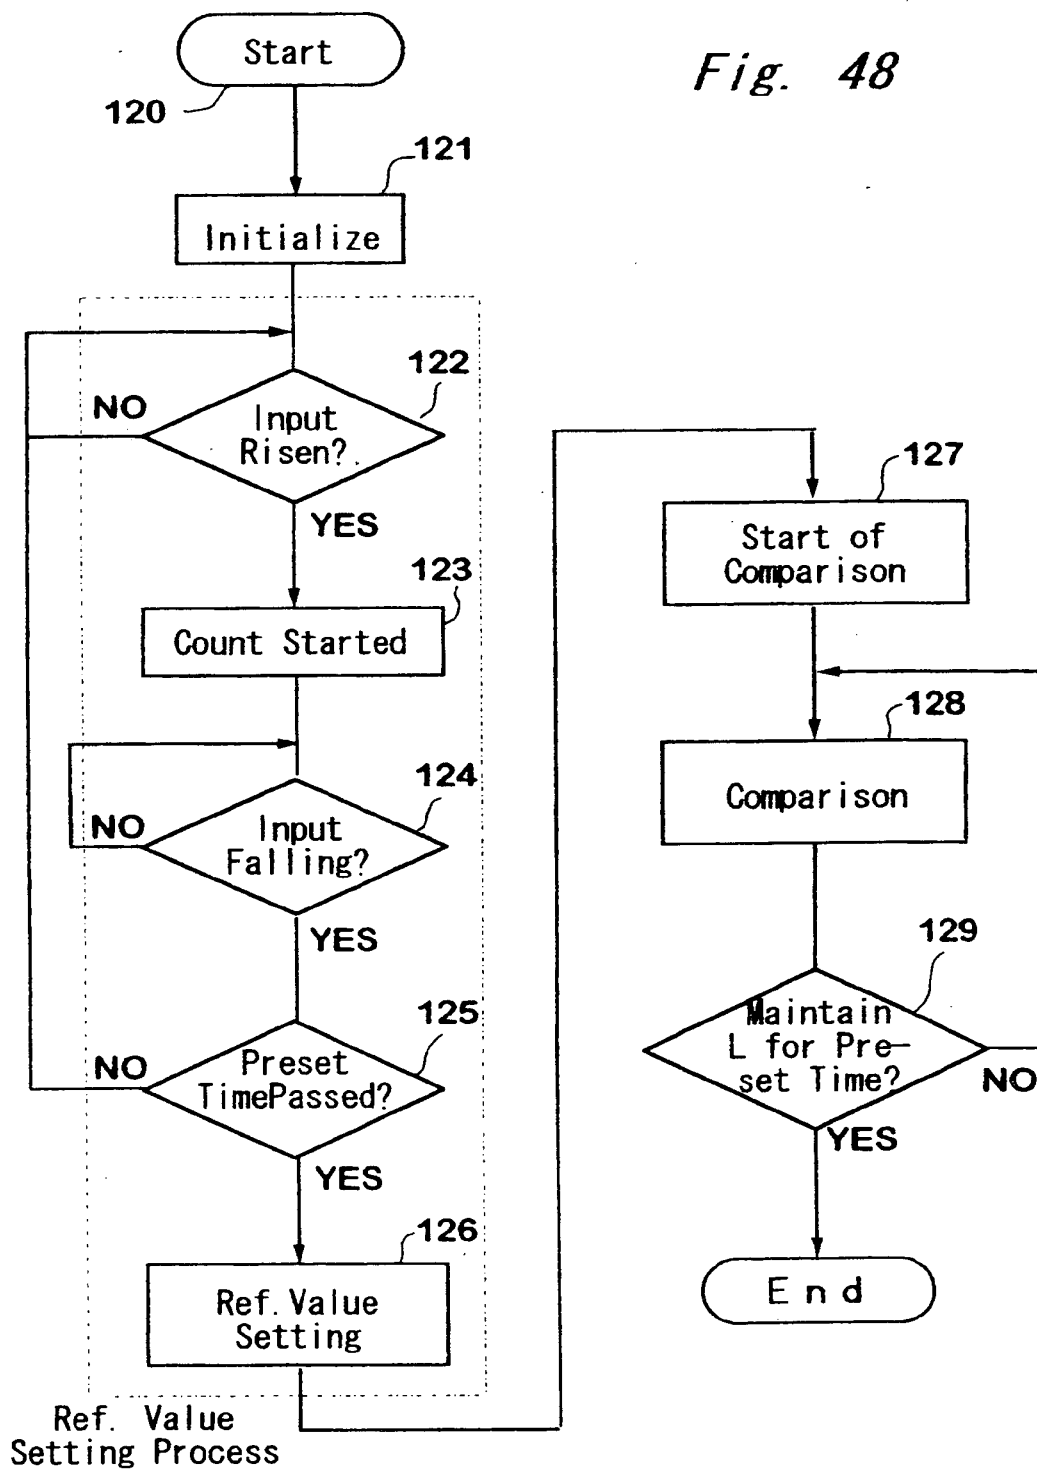 Fig. 48
Start
120
121
Initialize
122
NO
Input
Risen?
YES
123
Count Started
124
NO
Input
Falling?
YES
125
NO
Preset
TimePassed?
YES
126
Ref. Value
Setting
Ref. Value
Setting Process
127
Start of
Comparison
128
Comparison
129
Maintain
L for Pre-
set Time?
NO
YES
End